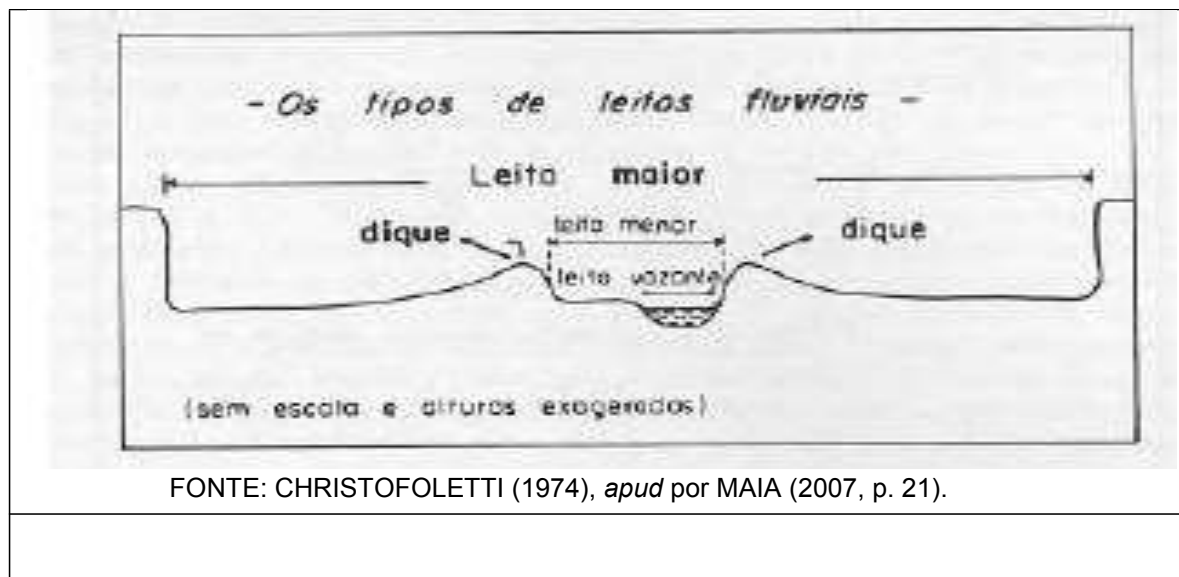 - Os tipos de leitos fluviais -
Leito maior
dique
leito menor
dique
leito vazante
(sem escala e alturas exageradas)
FONTE: CHRISTOFOLETTI (1974), apud por MAIA (2007, p. 21).